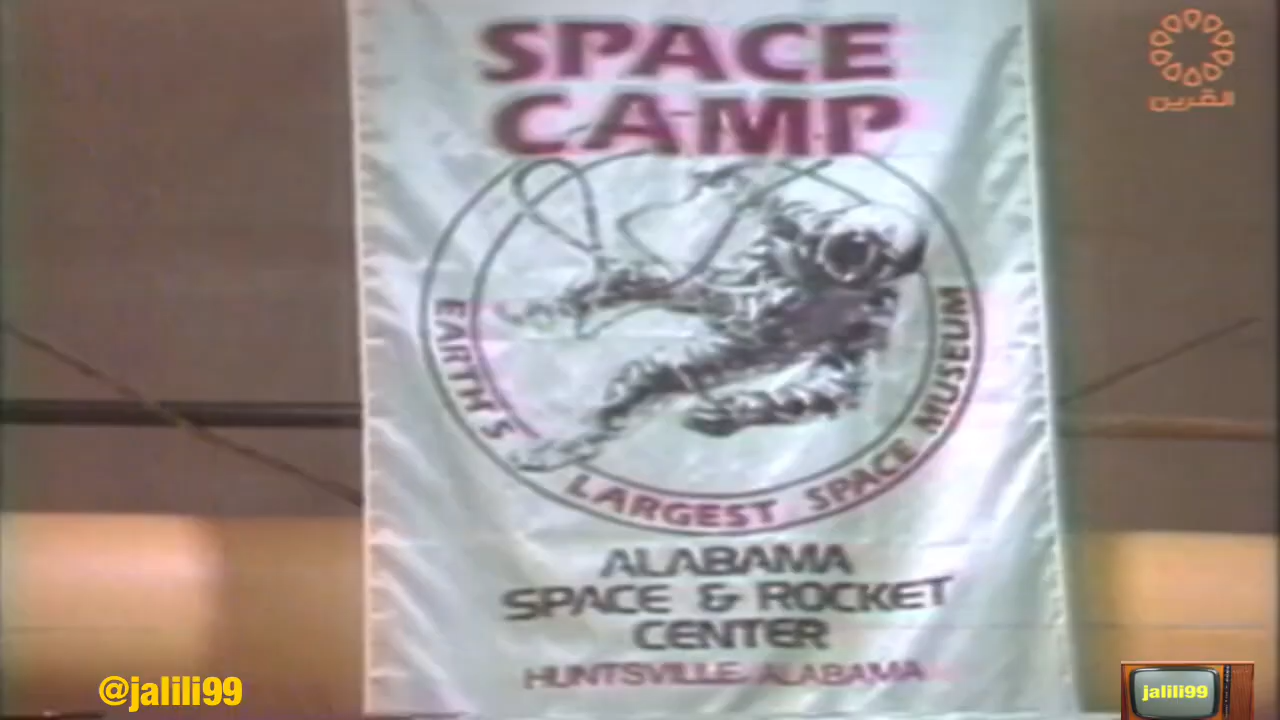 SPACE
CAMP
القرين
EARTH'S LARGEST SPACE MUSEUM
ALABAMA
SPACE & ROCKET
CENTER
HUNTSVILLE, ALABAMA
@jalili99
jalili99